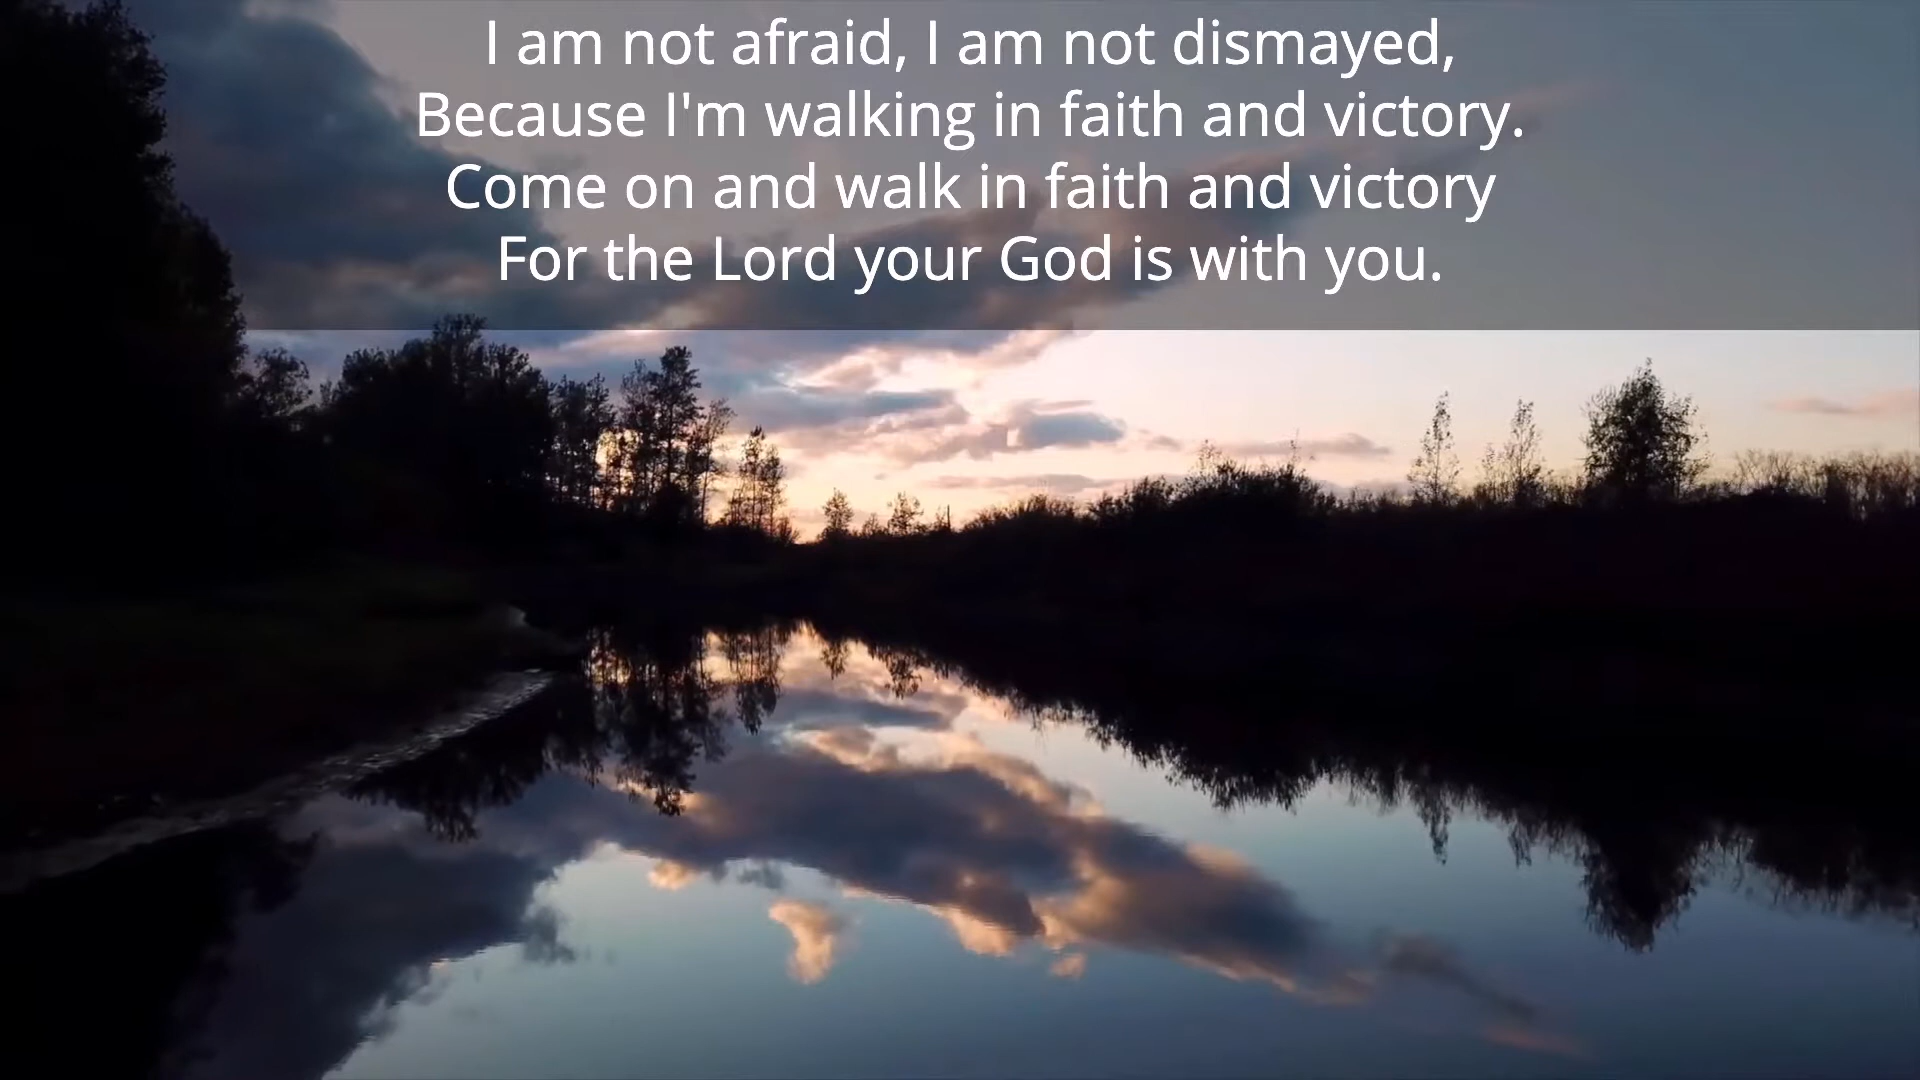 I am not afraid, I am not dismayed,
Because I'm walking in faith and victory.
Come on and walk in faith and victory
For the Lord your God is with you.